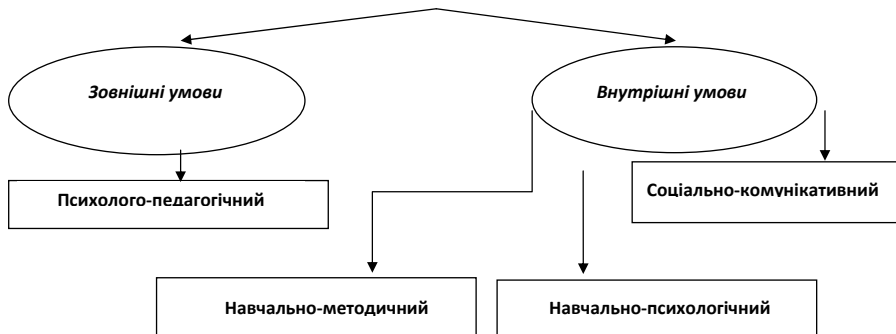 Зовнішні умови
Внутрішні умови
Психолого-педагогічний
Соціально-комунікативний
Навчально-методичний
Навчально-психологічний